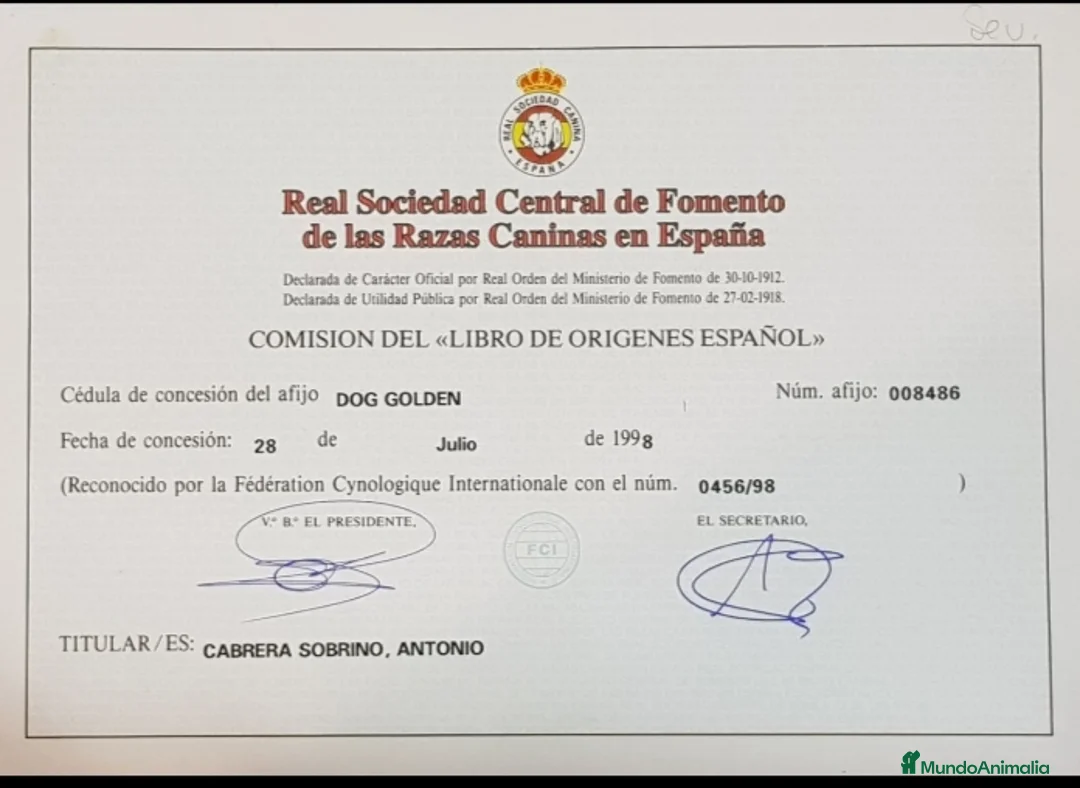 Sev.
REAL SOCIEDAD CANINA
ESPAÑA
Real Sociedad Central de Fomento
de las Razas Caninas en España
Declarada de Carácter Oficial por Real Orden del Ministerio de Fomento de 30-10-1912.
Declarada de Utilidad Pública por Real Orden del Ministerio de Fomento de 27-02-1918.
COMISION DEL «LIBRO DE ORIGENES ESPAÑOL»
Cédula de concesión del afijo DOG GOLDEN Núm. afijo: 008486
Fecha de concesión: 28 de Julio de 1998
(Reconocido por la Fédération Cynologique Internationale con el núm. 0456/98 )
V.º B.º EL PRESIDENTE, EL SECRETARIO,
FCI
TITULAR/ES: CABRERA SOBRINO, ANTONIO
MundoAnimalia